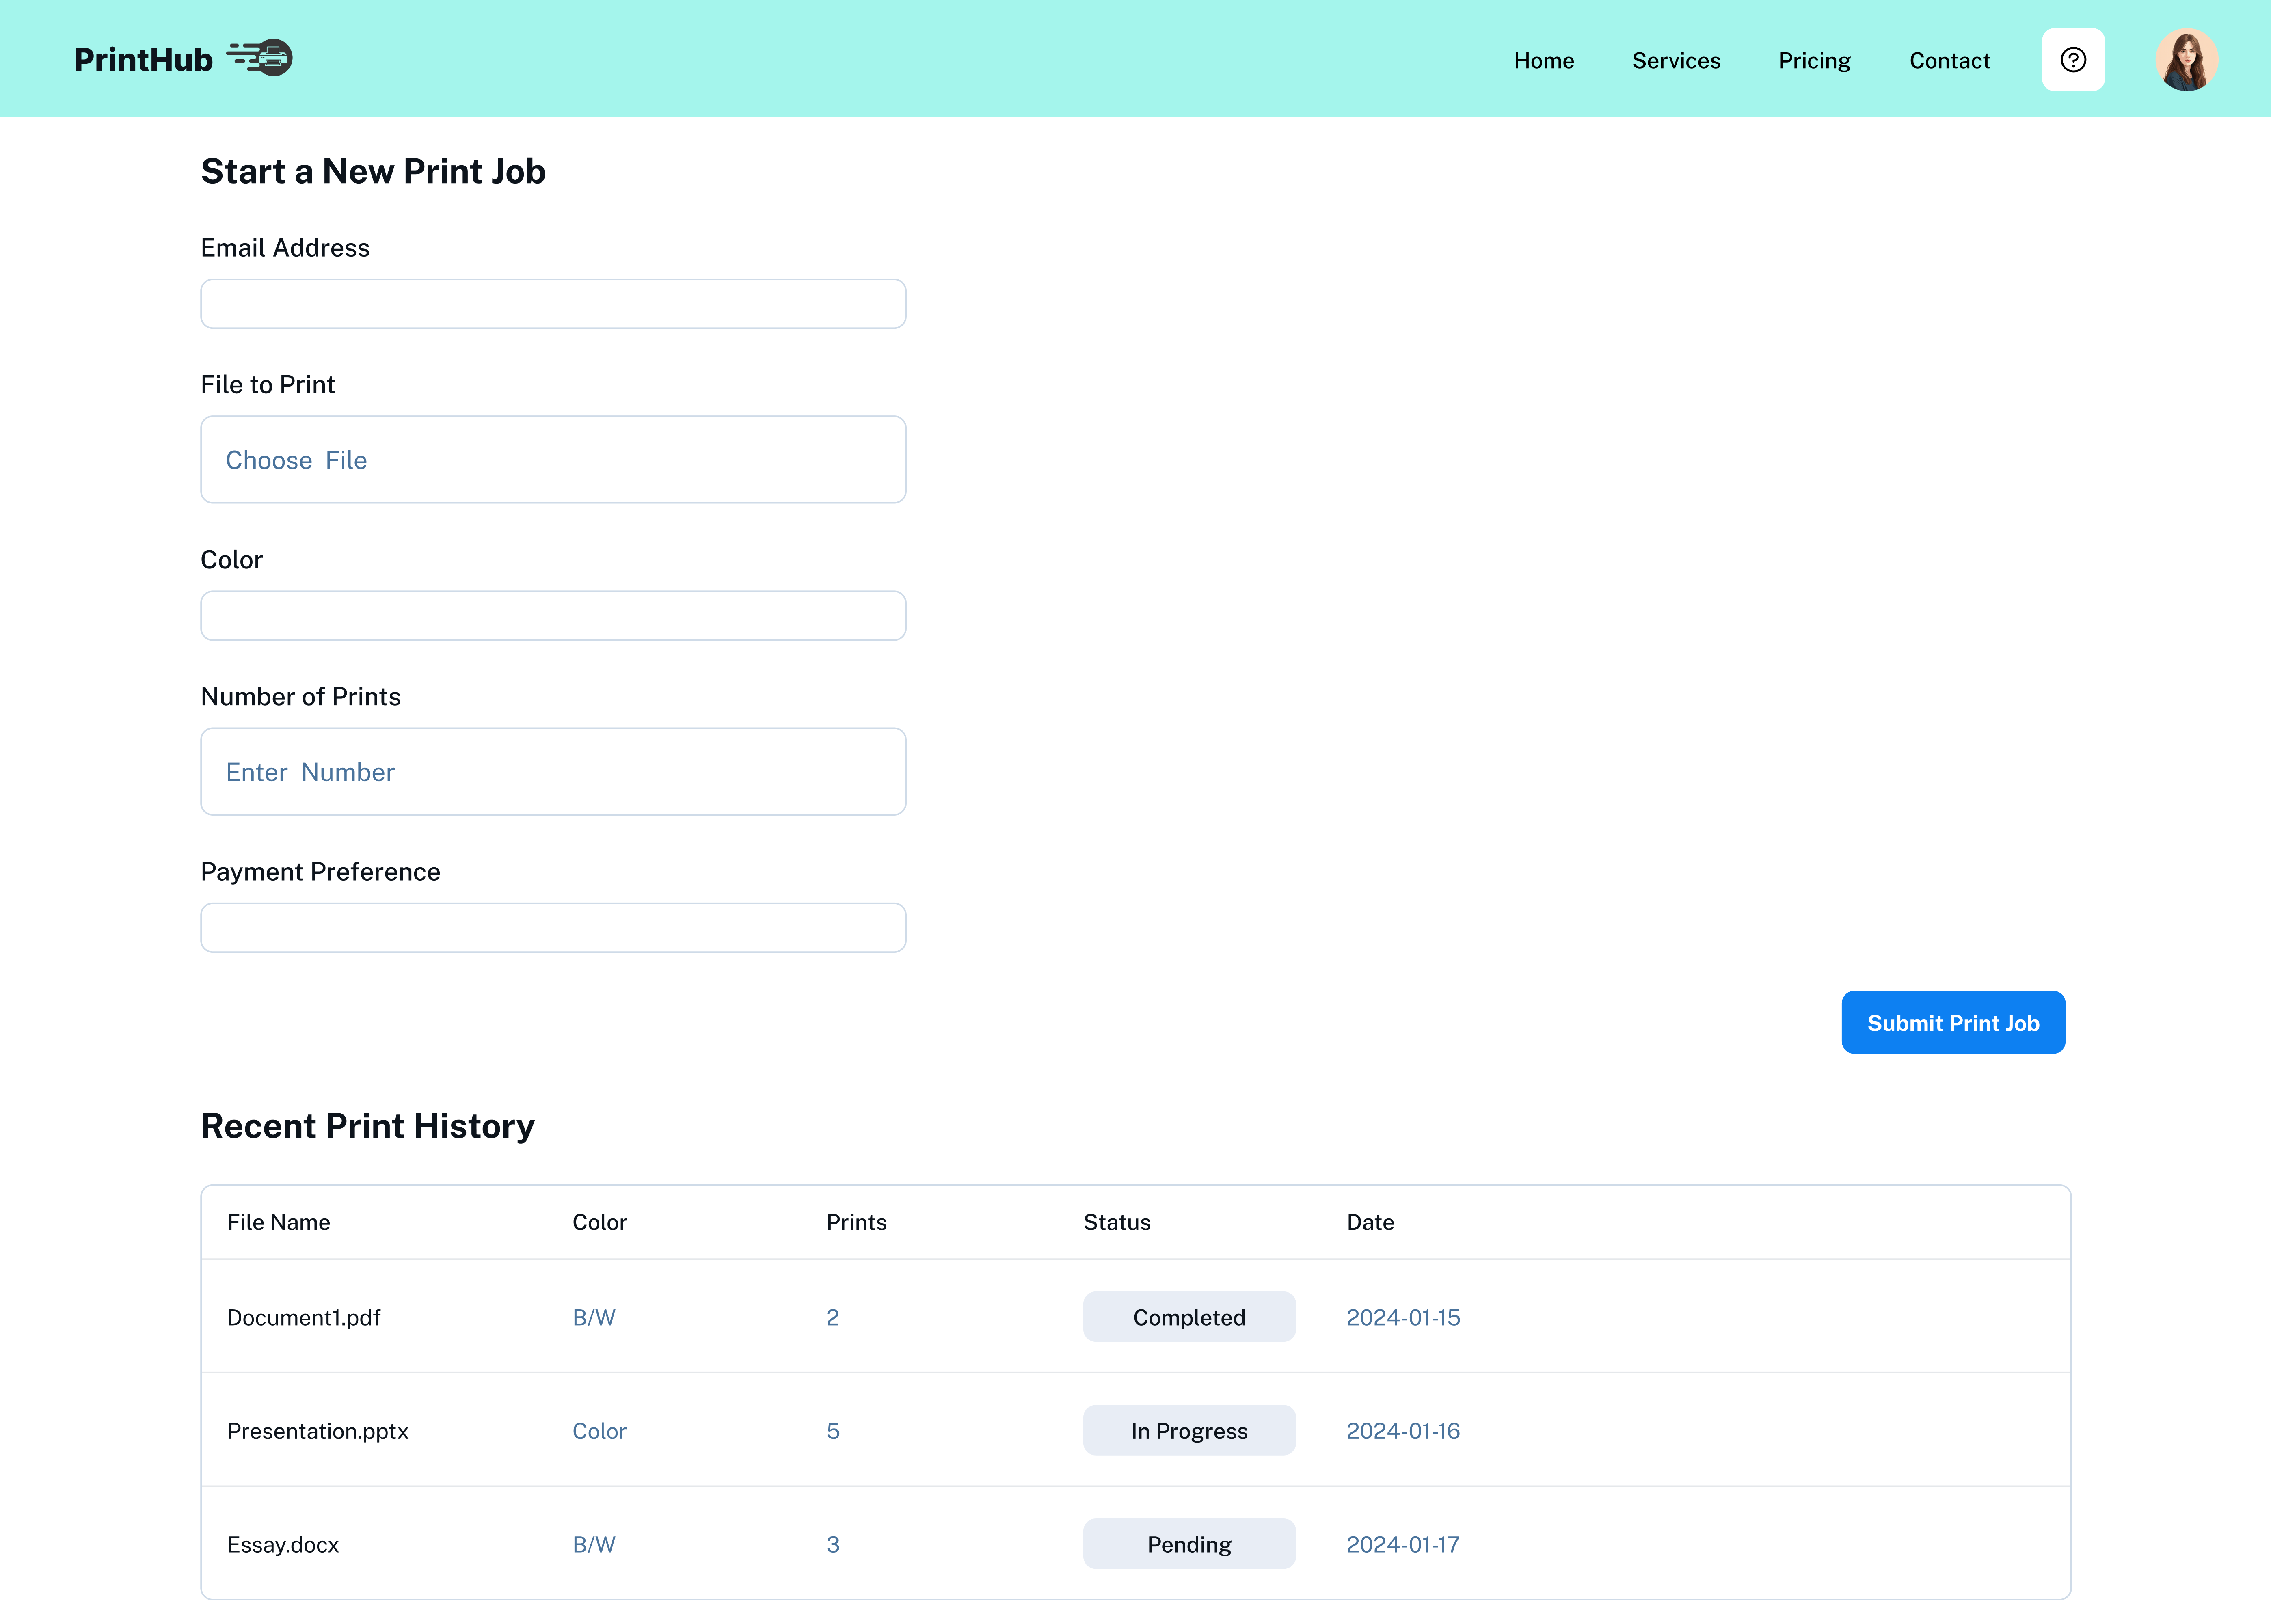 PrintHub
Home Services Pricing Contact ?
Start a New Print Job
Email Address
File to Print
Choose File
Color
Number of Prints
Enter Number
Payment Preference
Submit Print Job
Recent Print History
File Name Color Prints Status Date
Document1.pdf B/W 2 Completed 2024-01-15
Presentation.pptx Color 5 In Progress 2024-01-16
Essay.docx B/W 3 Pending 2024-01-17